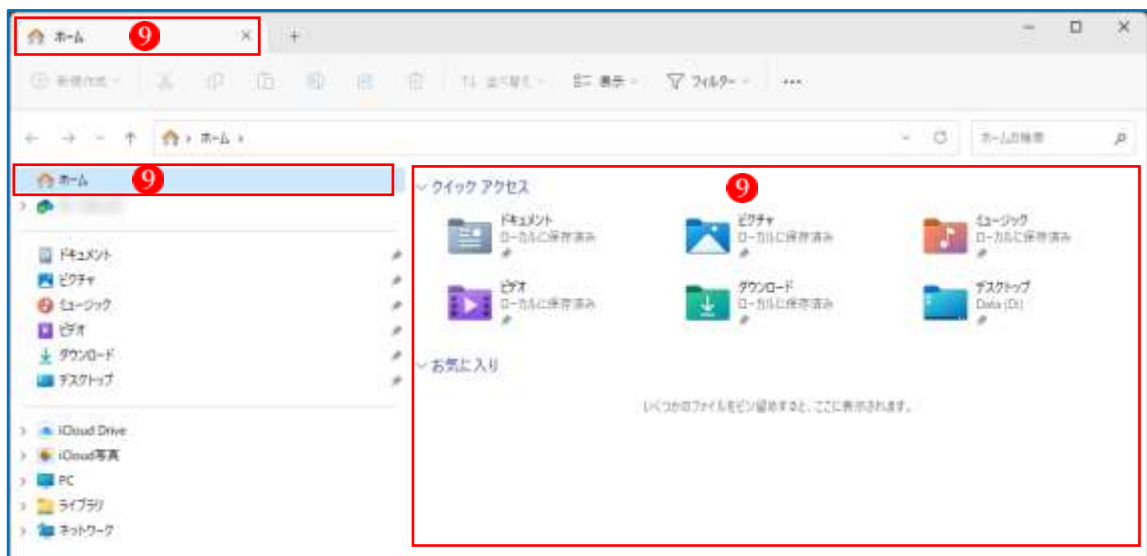 ホーム 9
新規作成 並べ替え 表示 フィルター
ホーム ホームの検索
ホーム 9
ドキュメント
ピクチャ
ミュージック
ビデオ
ダウンロード
デスクトップ
iCloud Drive
iCloud写真
PC
ライブラリ
ネットワーク
クイック アクセス 9
ドキュメント
ローカルに保存済み
ピクチャ
ローカルに保存済み
ミュージック
ローカルに保存済み
ビデオ
ローカルに保存済み
ダウンロード
ローカルに保存済み
デスクトップ
Data (D:)
お気に入り
いくつかのファイルをピン留めすると、ここに表示されます。